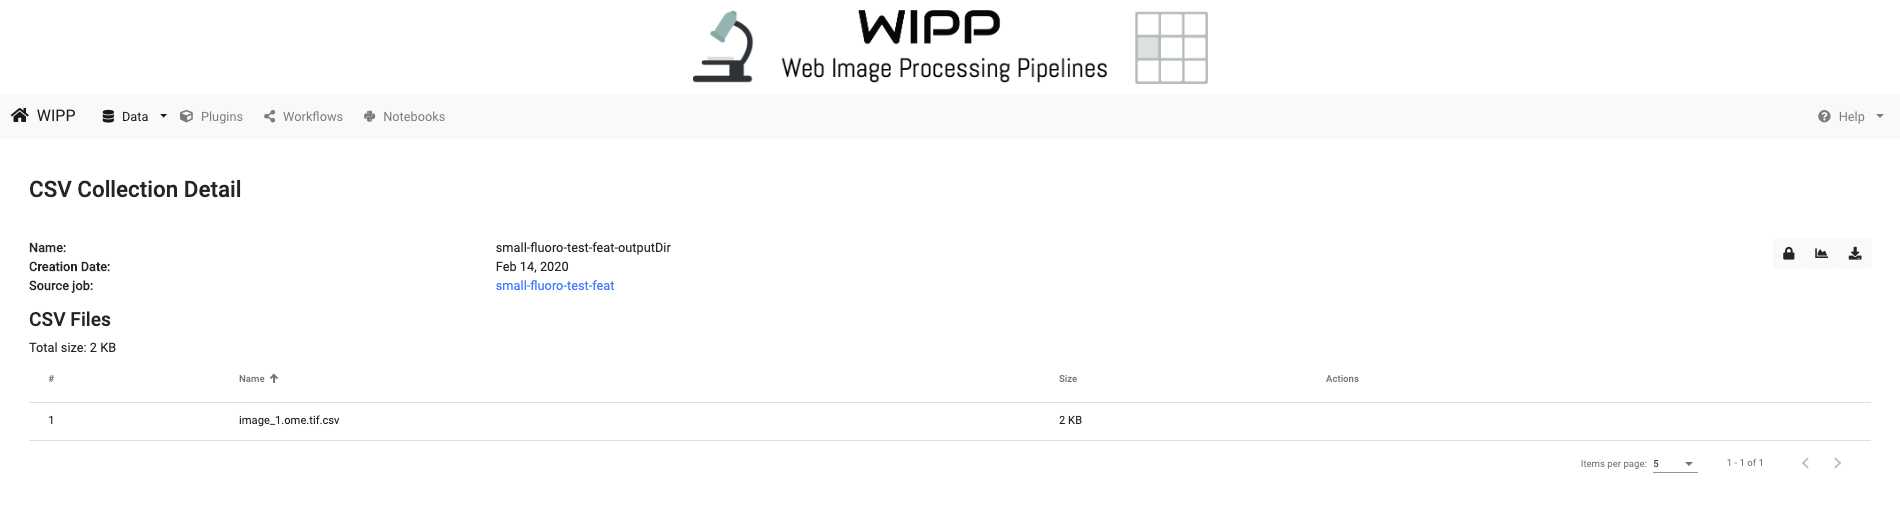 WIPP
Web Image Processing Pipelines
WIPP Data Plugins Workflows Notebooks Help
CSV Collection Detail
Name: small-fluoro-test-feat-outputDir
Creation Date: Feb 14, 2020
Source job: small-fluoro-test-feat
CSV Files
Total size: 2 KB
# Name Size Actions
1 image_1.ome.tif.csv 2 KB
Items per page: 5 1 - 1 of 1